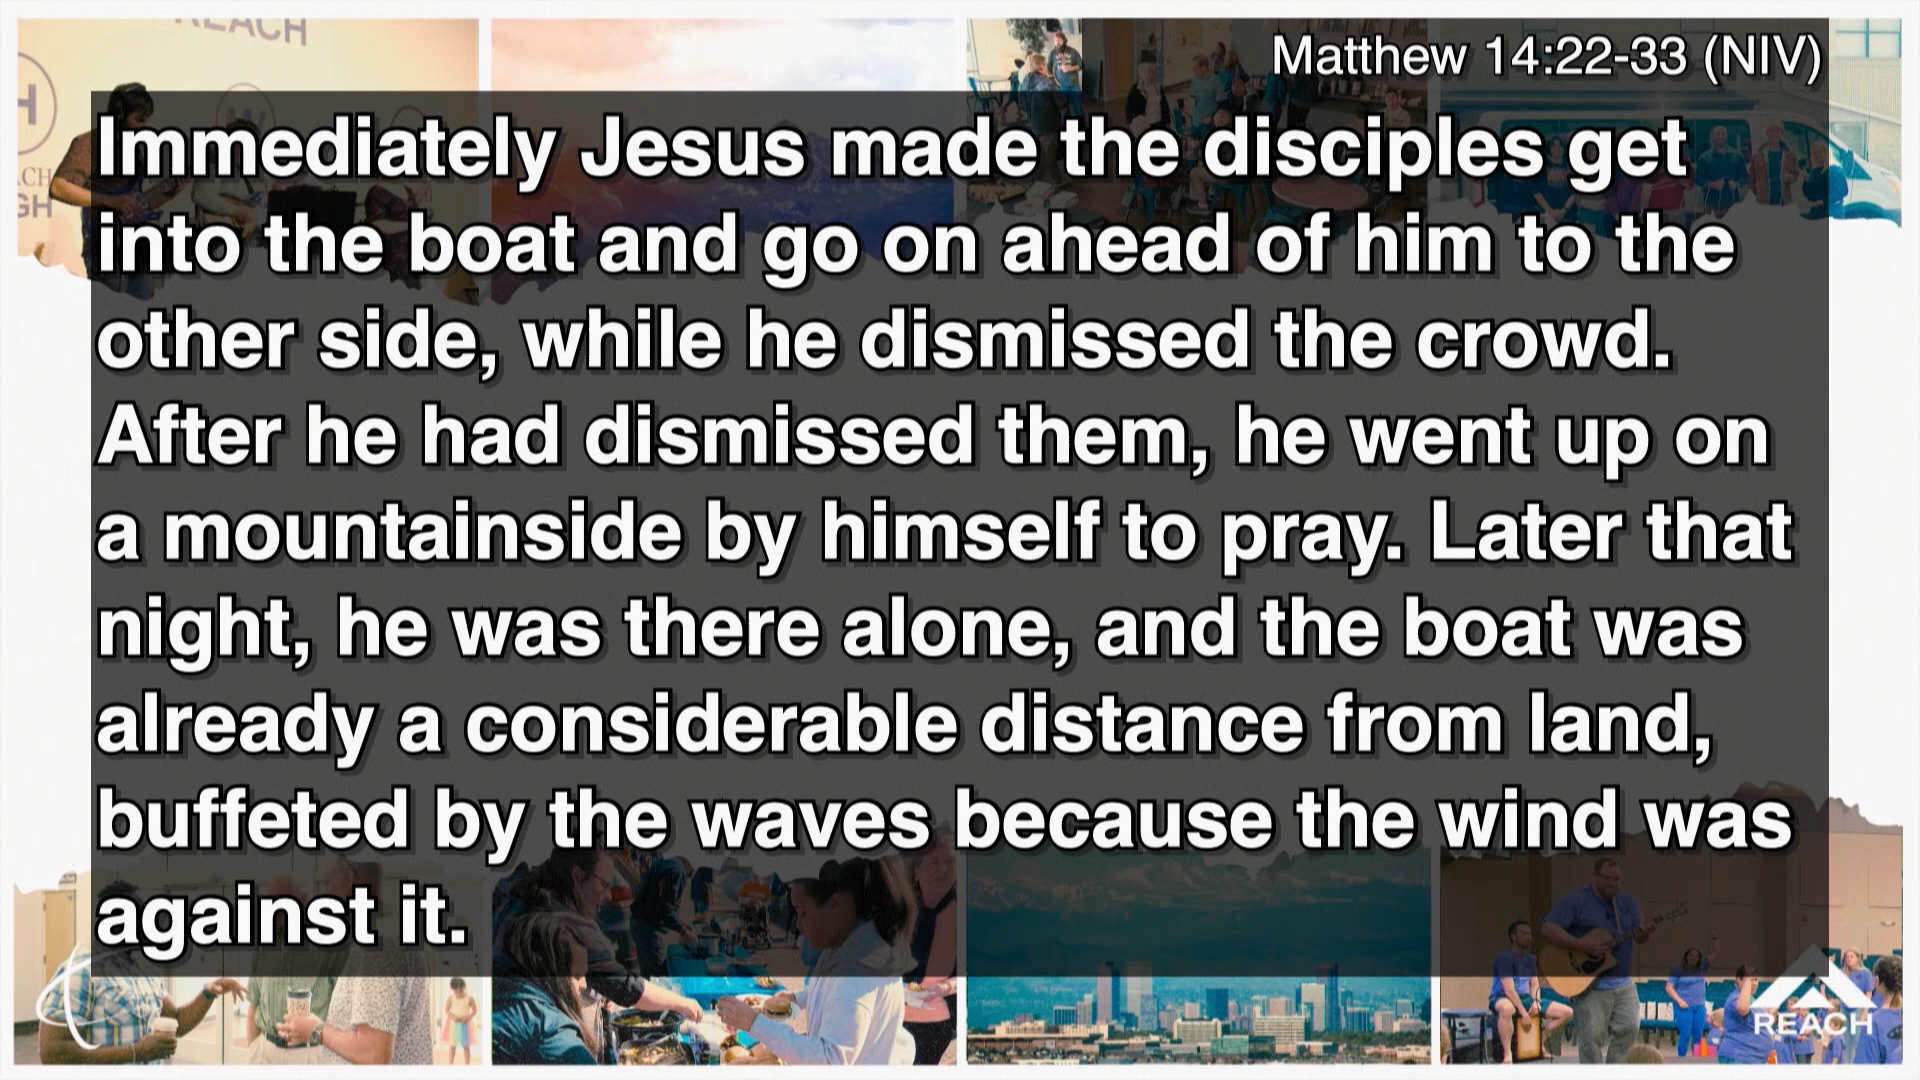 REACH
Matthew 14:22-33 (NIV)
Immediately Jesus made the disciples get
into the boat and go on ahead of him to the
other side, while he dismissed the crowd.
After he had dismissed them, he went up on
a mountainside by himself to pray. Later that
night, he was there alone, and the boat was
already a considerable distance from land,
buffeted by the waves because the wind was
against it.
REACH